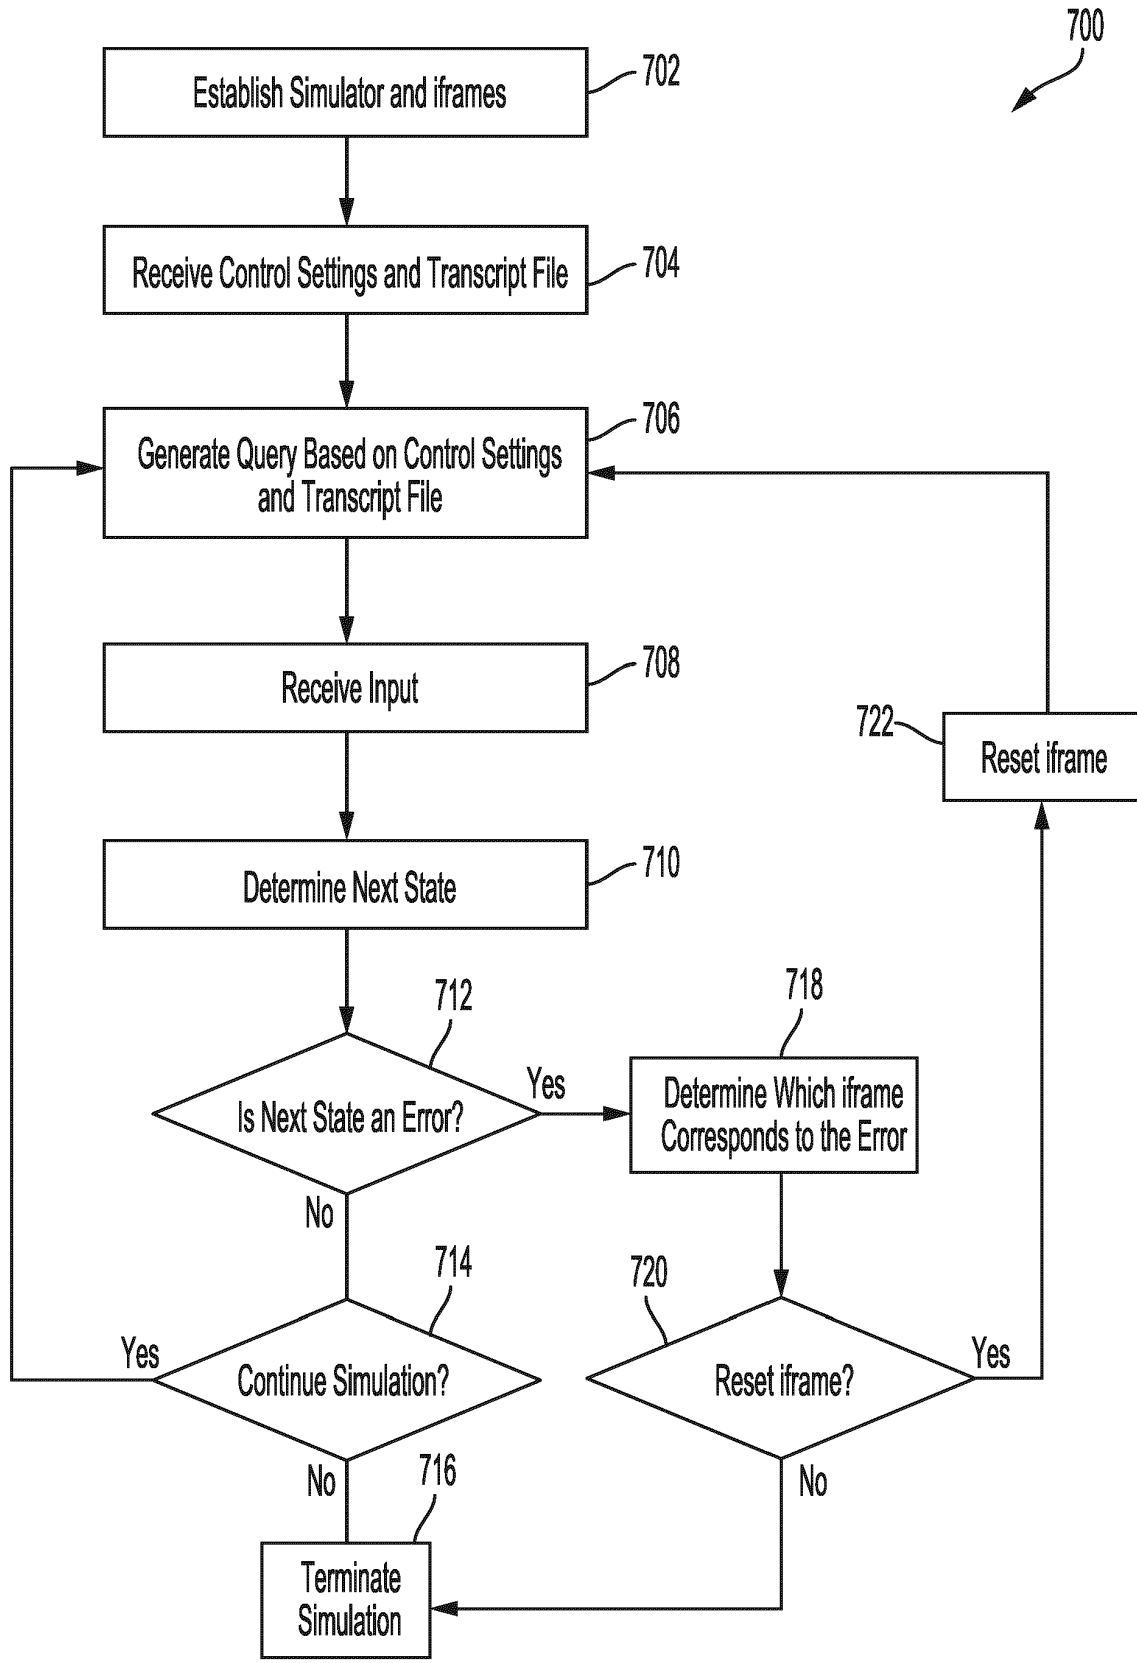 700
702
Establish Simulator and iframes
704
Receive Control Settings and Transcript File
706
Generate Query Based on Control Settings
and Transcript File
708
Receive Input
722
Reset iframe
710
Determine Next State
712
718
Is Next State an Error?
Yes
Determine Which iframe
Corresponds to the Error
No
714
720
Yes
Continue Simulation?
Reset iframe?
Yes
No
716
No
Terminate
Simulation